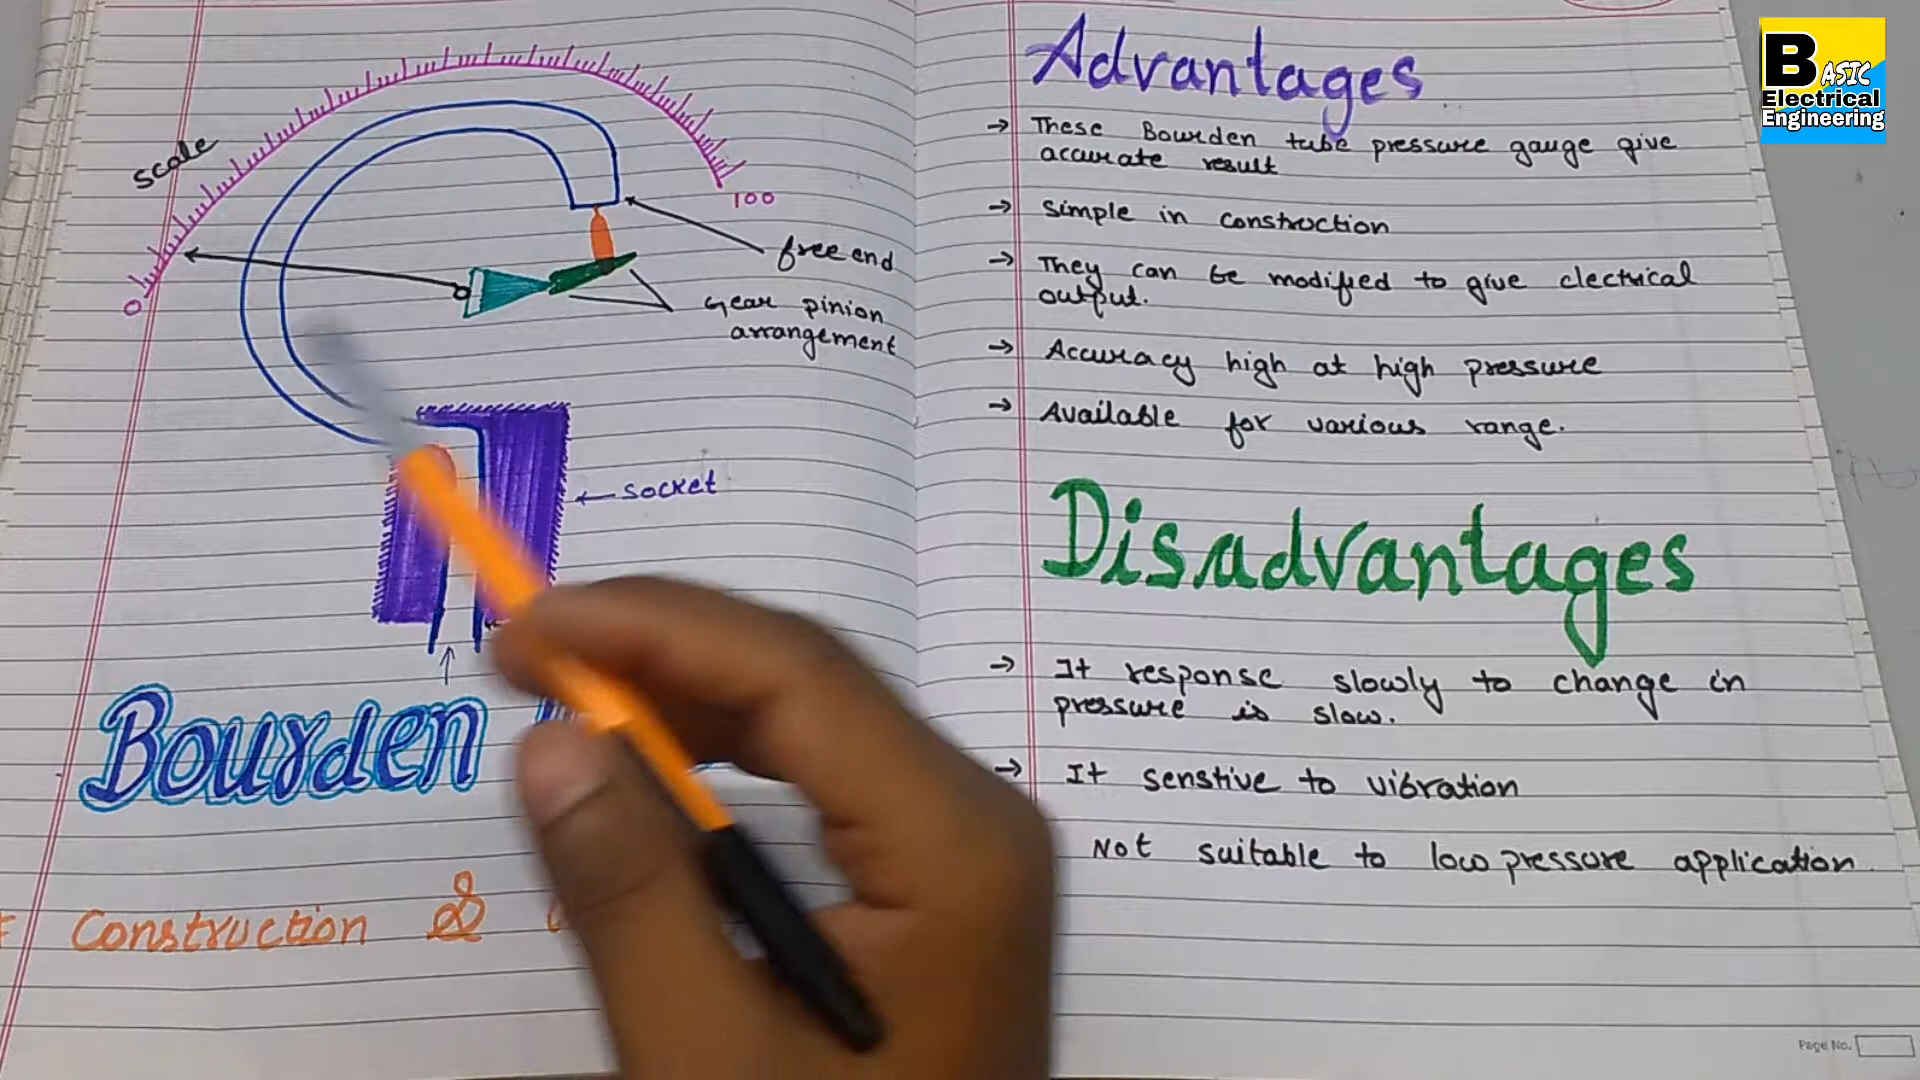 scale
0
100
free end
Gear pinion
arrangement
socket
Bourden
Construction &
Advantages
→ These Bourden tube pressure gauge give
accurate result
→ Simple in construction
→ They can be modified to give electrical
output.
→ Accuracy high at high pressure
→ Available for various range.
Disadvantages
→ It response slowly to change in
pressure is slow.
→ It senstive to vibration
Not suitable to low pressure application.
BASIC
Electrical
Engineering
Page No.